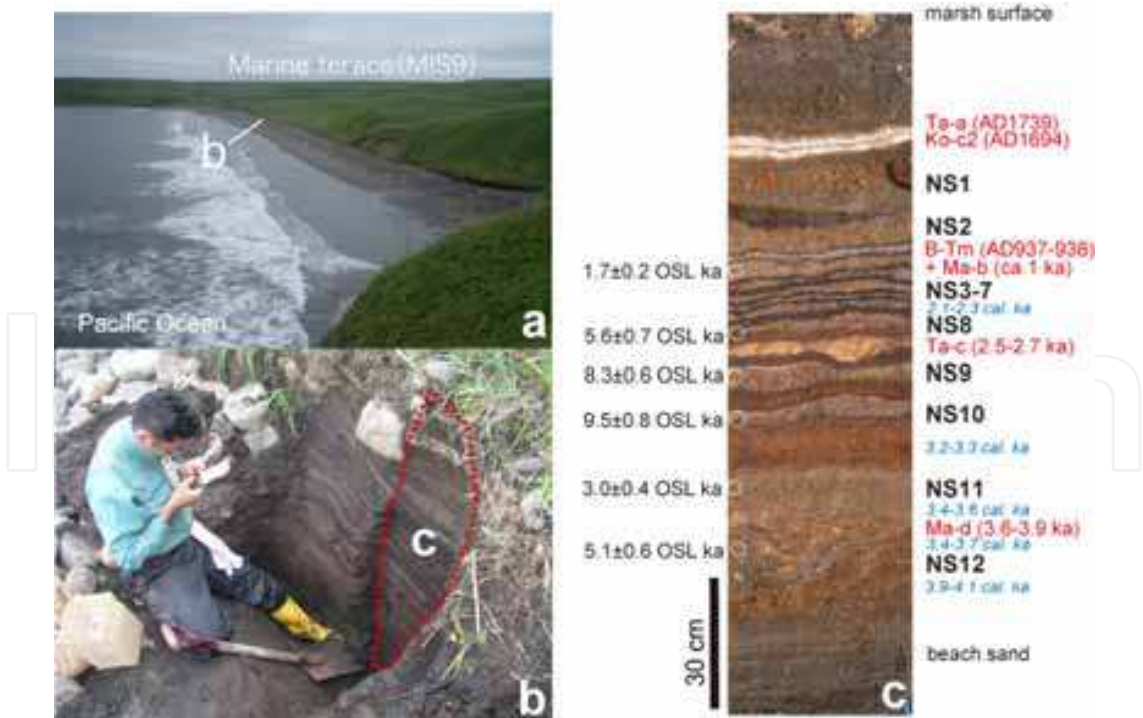 Marine terace (MIS9)
b
Pacific Ocean
a
c
b
1.7±0.2 OSL ka
5.6±0.7 OSL ka
8.3±0.6 OSL ka
9.5±0.8 OSL ka
3.0±0.4 OSL ka
5.1±0.6 OSL ka
30 cm
c
marsh surface
Ta-a (AD1739)
Ko-c2 (AD1694)
NS1
NS2
B-Tm (AD937-938)
+ Ma-b (ca.1 ka)
NS3-7
2.1-2.3 cal. ka
NS8
Ta-c (2.5-2.7 ka)
NS9
NS10
3.2-3.3 cal. ka
NS11
3.4-3.6 cal. ka
Ma-d (3.6-3.9 ka)
3.4-3.7 cal. ka
NS12
3.9-4.1 cal. ka
beach sand